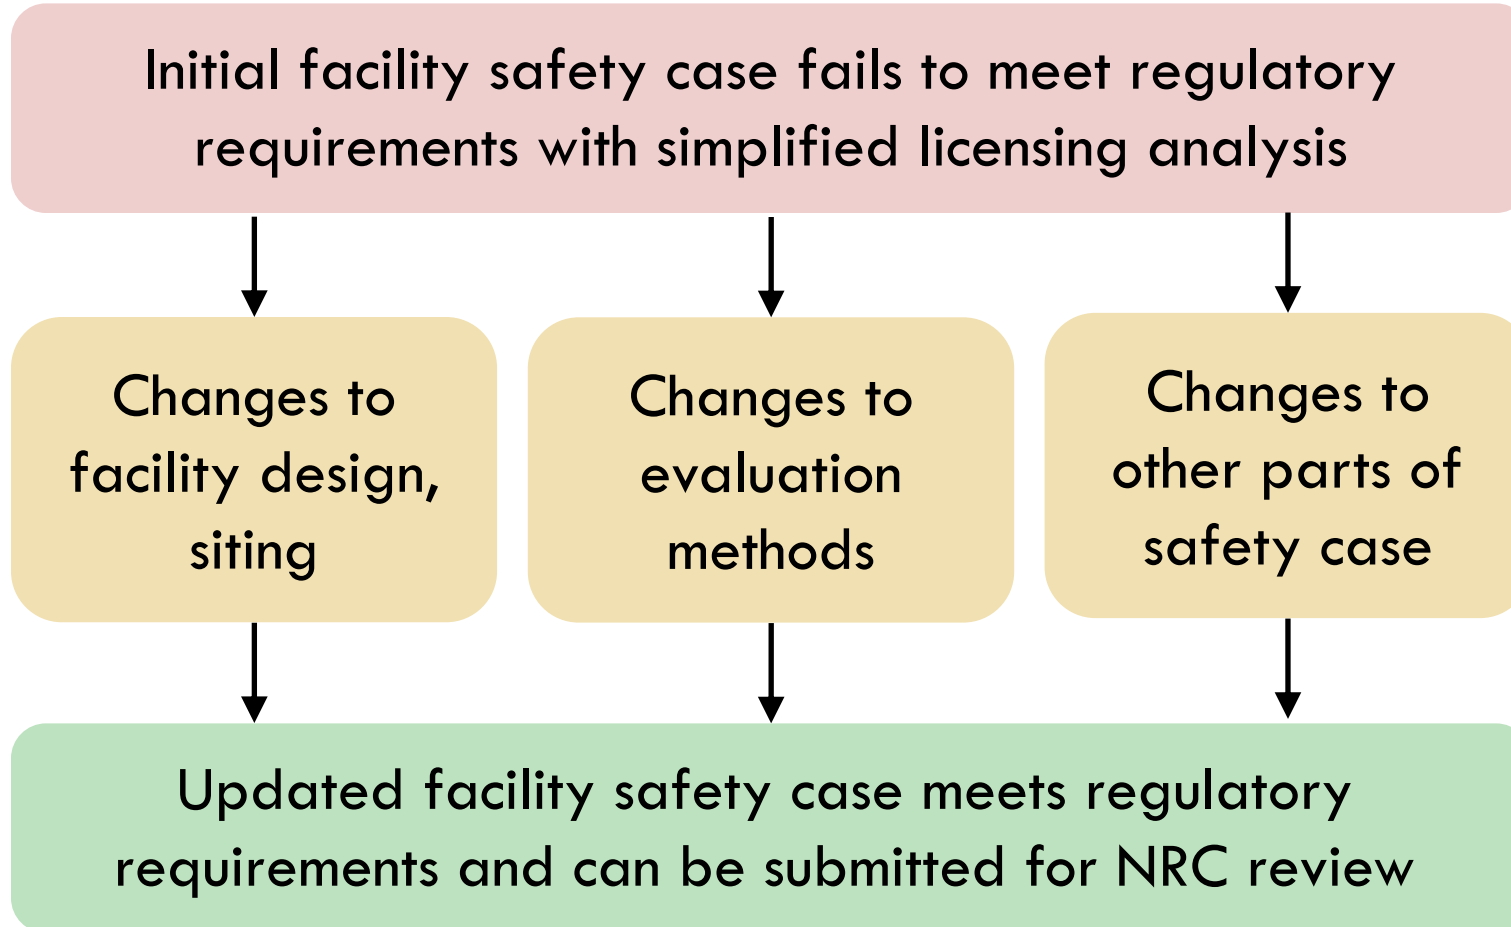 Initial facility safety case fails to meet regulatory
requirements with simplified licensing analysis
Changes to
facility design,
siting
Changes to
evaluation
methods
Changes to
other parts of
safety case
Updated facility safety case meets regulatory
requirements and can be submitted for NRC review